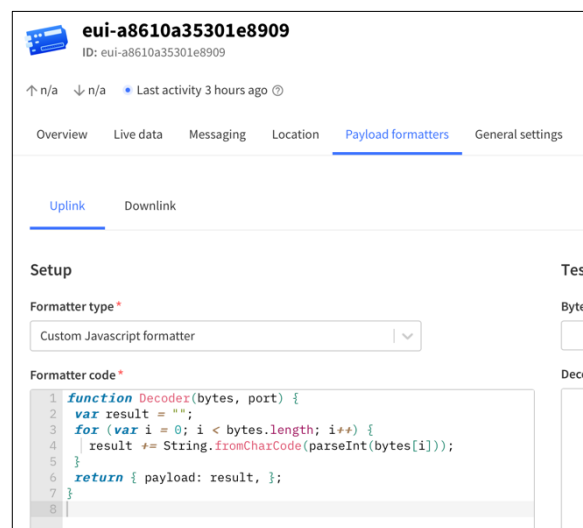 eui-a8610a35301e8909
ID: eui-a8610a35301e8909
n/a n/a Last activity 3 hours ago
Overview Live data Messaging Location Payload formatters General settings
Uplink Downlink
Setup
Formatter type*
Custom Javascript formatter
Formatter code*
1 function Decoder(bytes, port) {
2 var result = "";
3 for (var i = 0; i < bytes.length; i++) {
4 result += String.fromCharCode(parseInt(bytes[i]));
5 }
6 return { payload: result, };
7 }
8